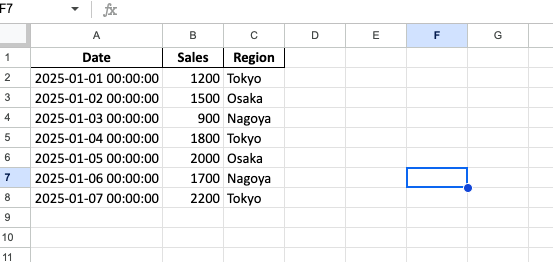 F7 fx
A B C D E F G
1 Date Sales Region
2 2025-01-01 00:00:00 1200 Tokyo
3 2025-01-02 00:00:00 1500 Osaka
4 2025-01-03 00:00:00 900 Nagoya
5 2025-01-04 00:00:00 1800 Tokyo
6 2025-01-05 00:00:00 2000 Osaka
7 2025-01-06 00:00:00 1700 Nagoya
8 2025-01-07 00:00:00 2200 Tokyo
9
10
11